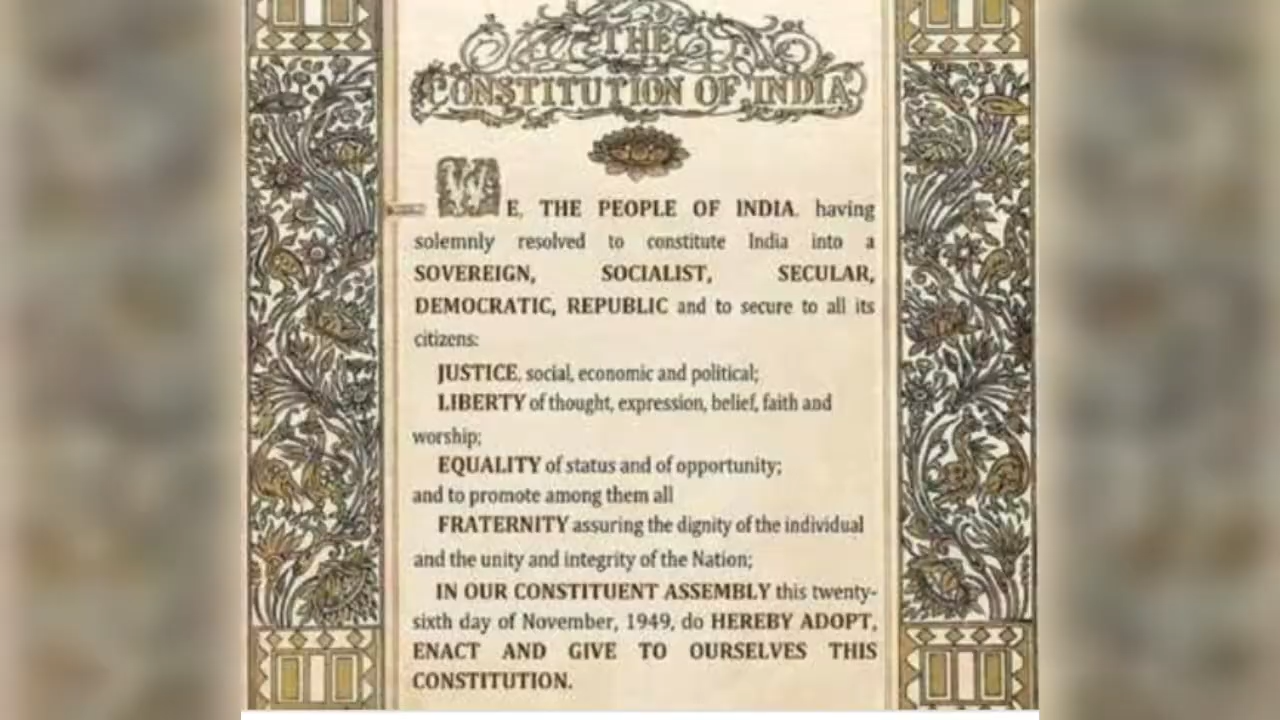 THE
CONSTITUTION OF INDIA
WE, THE PEOPLE OF INDIA, having
solemnly resolved to constitute India into a
SOVEREIGN, SOCIALIST, SECULAR,
DEMOCRATIC, REPUBLIC and to secure to all its
citizens:
JUSTICE, social, economic and political;
LIBERTY of thought, expression, belief, faith and
worship;
EQUALITY of status and of opportunity;
and to promote among them all
FRATERNITY assuring the dignity of the individual
and the unity and integrity of the Nation;
IN OUR CONSTITUENT ASSEMBLY this twenty-
sixth day of November, 1949, do HEREBY ADOPT,
ENACT AND GIVE TO OURSELVES THIS
CONSTITUTION.